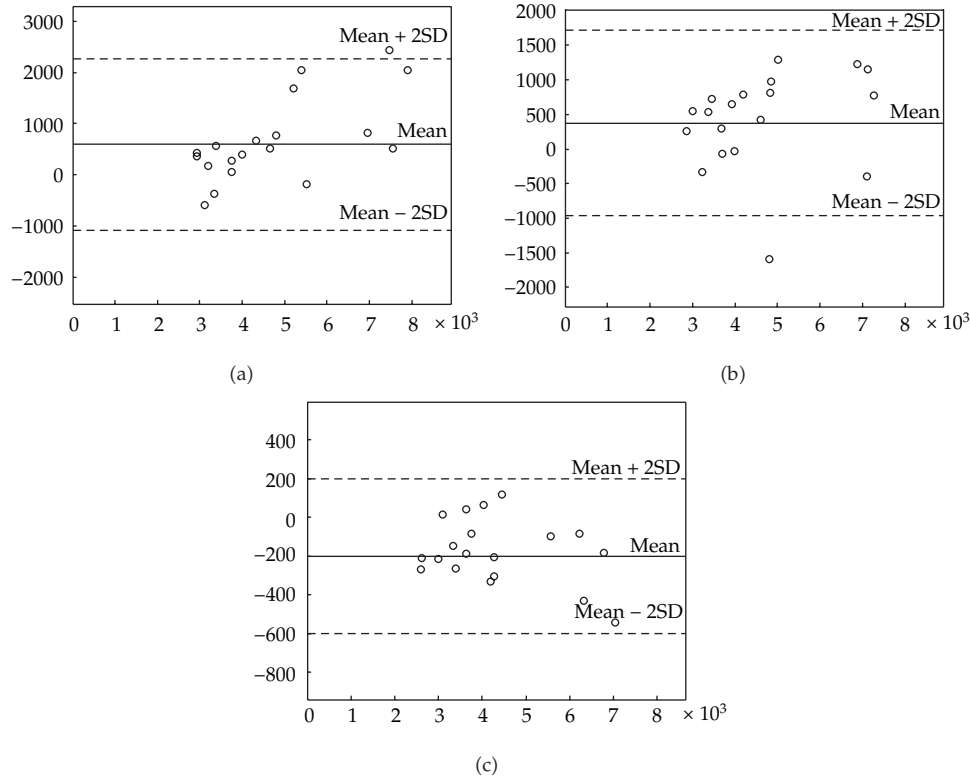 3000
Mean + 2SD
2000
1000
Mean
0
Mean − 2SD
−1000
−2000
0 1 2 3 4 5 6 7 8 × 10³
(a)
2000
Mean + 2SD
1500
1000
500
Mean
0
−500
Mean − 2SD
−1000
−1500
−2000
0 1 2 3 4 5 6 7 8 × 10³
(b)
400
Mean + 2SD
200
0
Mean
−200
−400
Mean − 2SD
−600
−800
0 1 2 3 4 5 6 7 8 × 10³
(c)